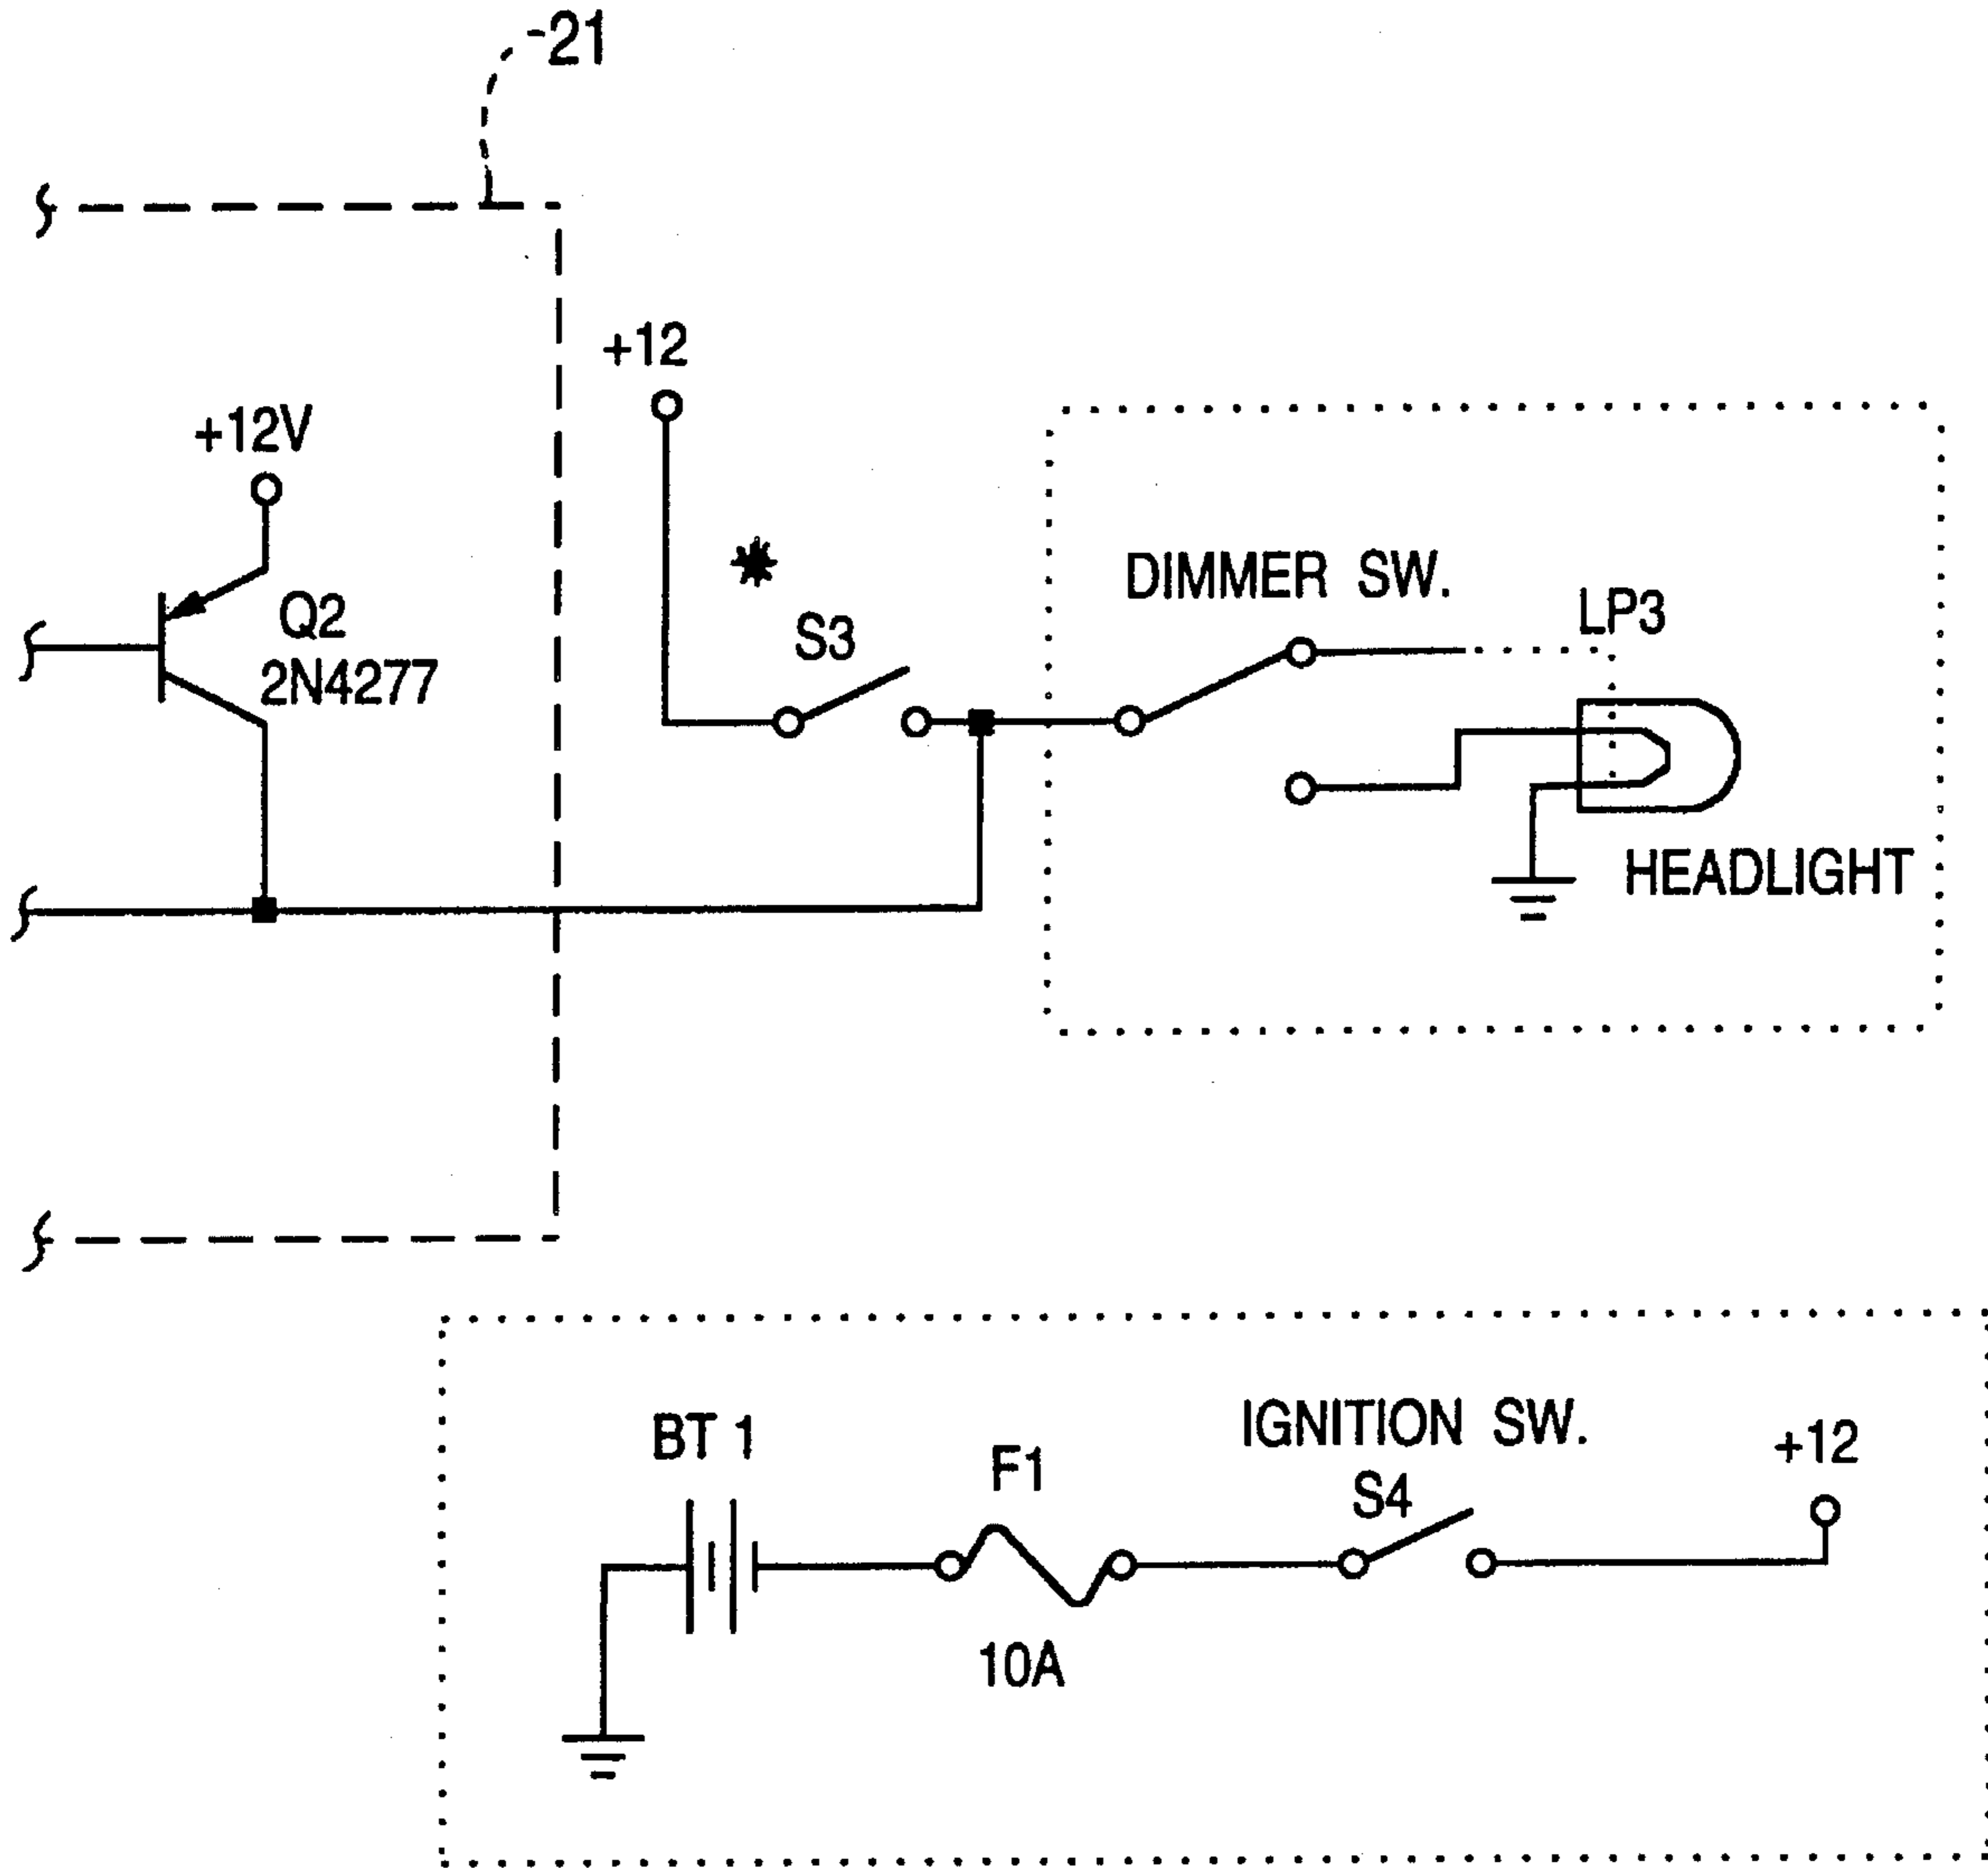 -21
+12
+12V
*
DIMMER SW.
Q2
2N4277
S3
LP3
HEADLIGHT
BT 1
F1
IGNITION SW.
S4
+12
10A